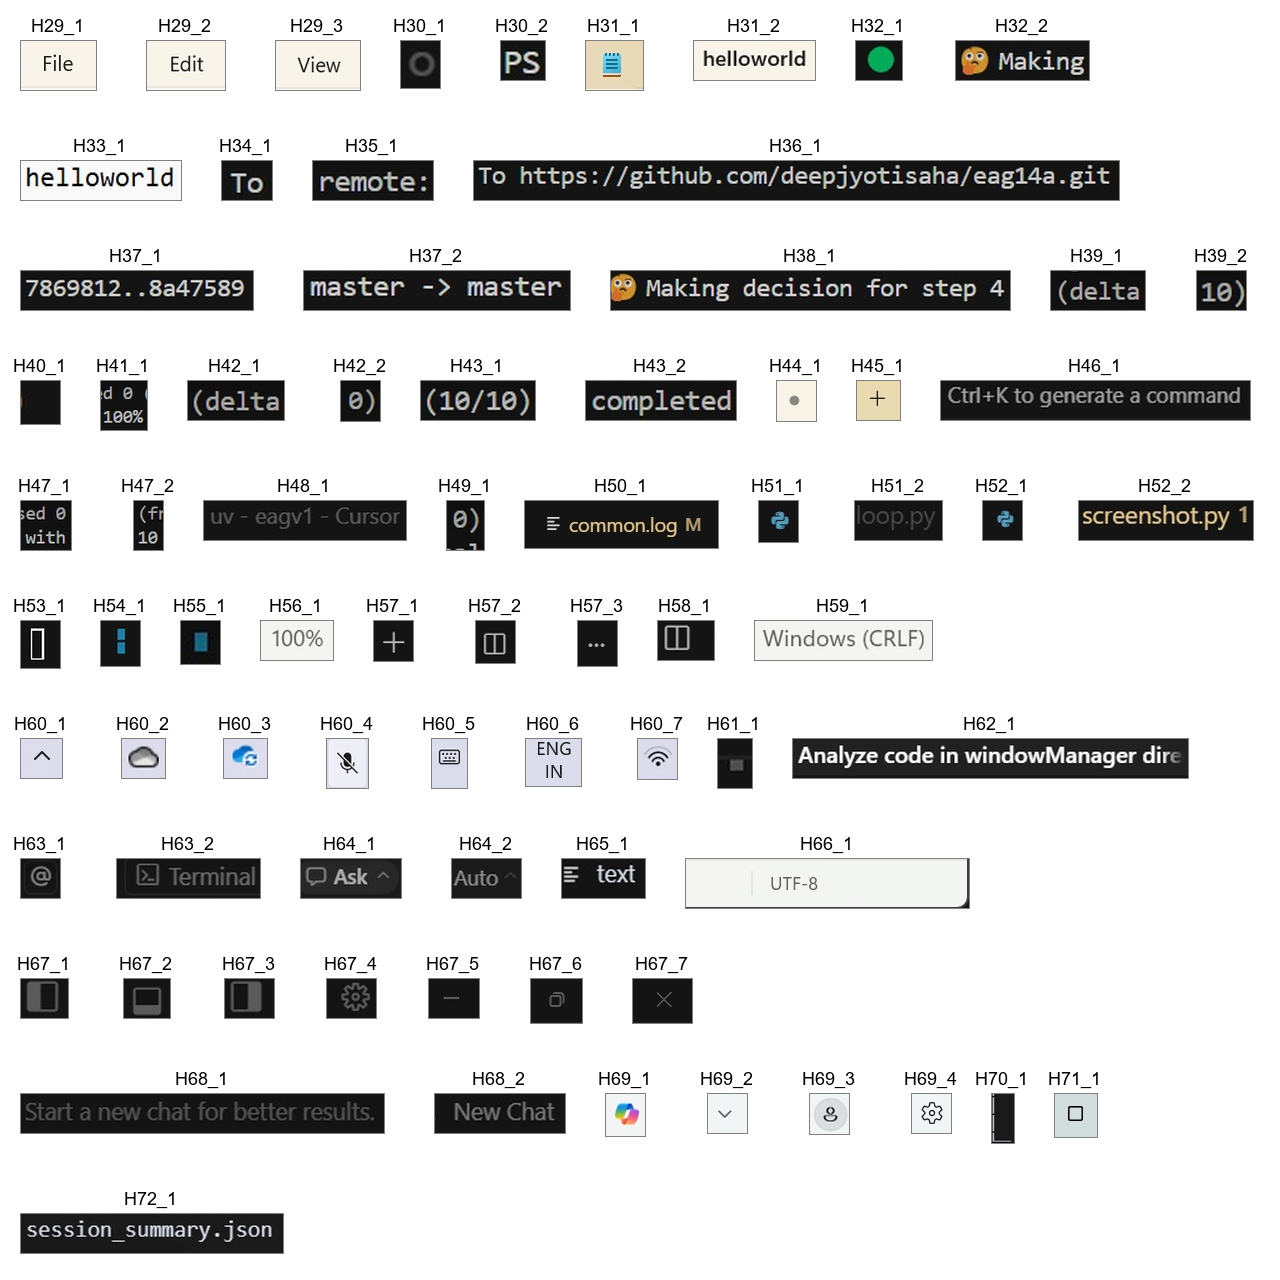 H29_1 H29_2 H29_3 H30_1 H30_2 H31_1 H31_2 H32_1 H32_2
File Edit View PS helloworld Making
H33_1 H34_1 H35_1 H36_1
helloworld To remote: To https://github.com/deepjyotisaha/eag14a.git
H37_1 H37_2 H38_1 H39_1 H39_2
7869812..8a47589 master -> master Making decision for step 4 (delta 10)
H40_1 H41_1 H42_1 H42_2 H43_1 H43_2 H44_1 H45_1 H46_1
ed 0 (
100% (delta 0) (10/10) completed + Ctrl+K to generate a command
H47_1 H47_2 H48_1 H49_1 H50_1 H51_1 H51_2 H52_1 H52_2
sed 0 (fr uv - eagv1 - Cursor 0) common.log M loop.py screenshot.py 1
with 10
H53_1 H54_1 H55_1 H56_1 H57_1 H57_2 H57_3 H58_1 H59_1
100% ... Windows (CRLF)
H60_1 H60_2 H60_3 H60_4 H60_5 H60_6 H60_7 H61_1 H62_1
ENG
IN Analyze code in windowManager dire
H63_1 H63_2 H64_1 H64_2 H65_1 H66_1
@ Terminal Ask Auto text UTF-8
H67_1 H67_2 H67_3 H67_4 H67_5 H67_6 H67_7
H68_1 H68_2 H69_1 H69_2 H69_3 H69_4 H70_1 H71_1
Start a new chat for better results. New Chat
H72_1
session_summary.json